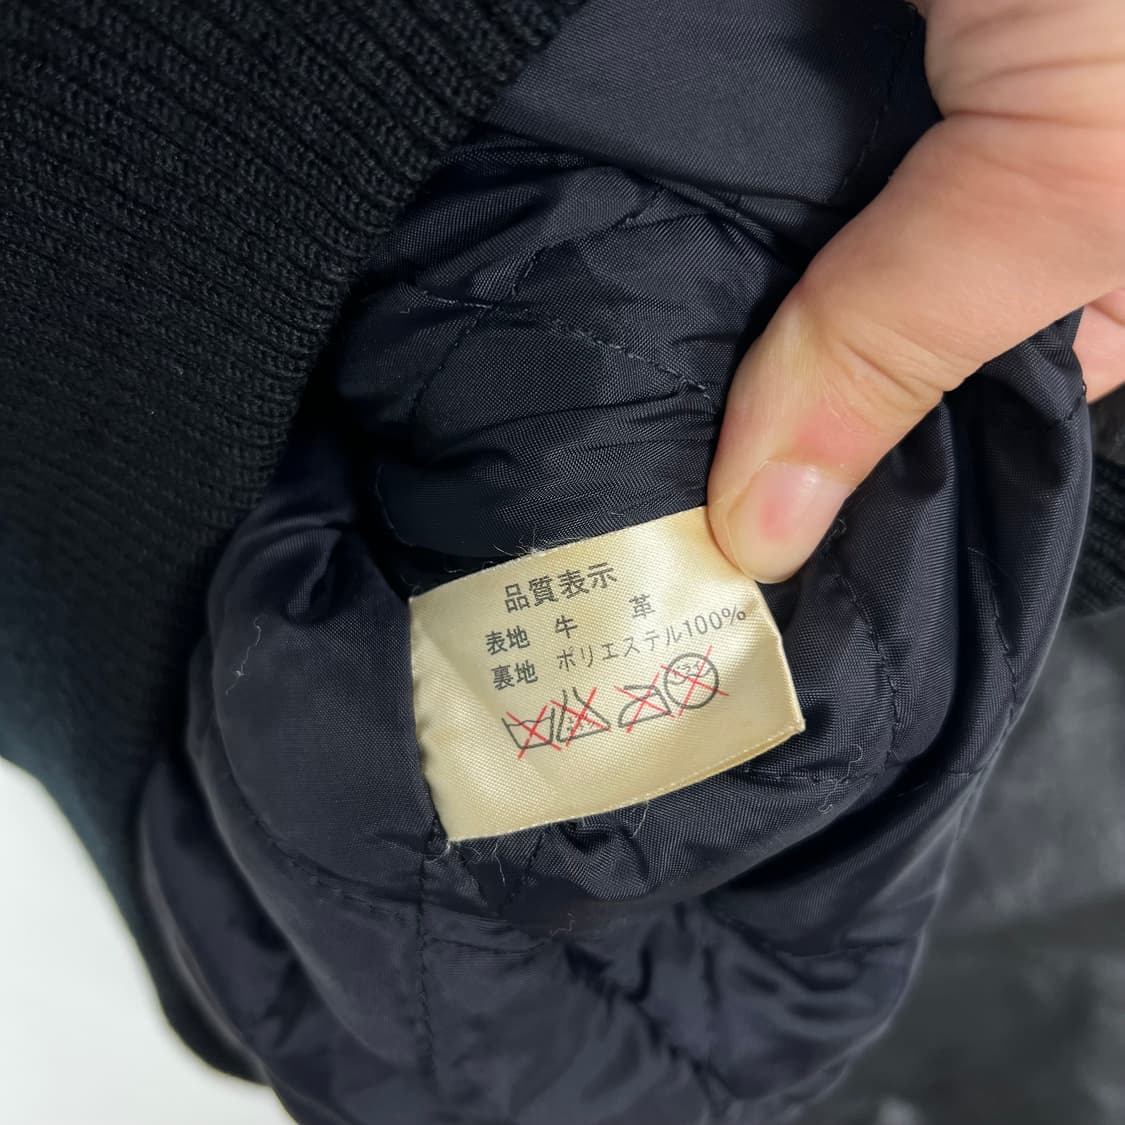 品質表示
表地 牛 革
裏地 ポリエステル100%